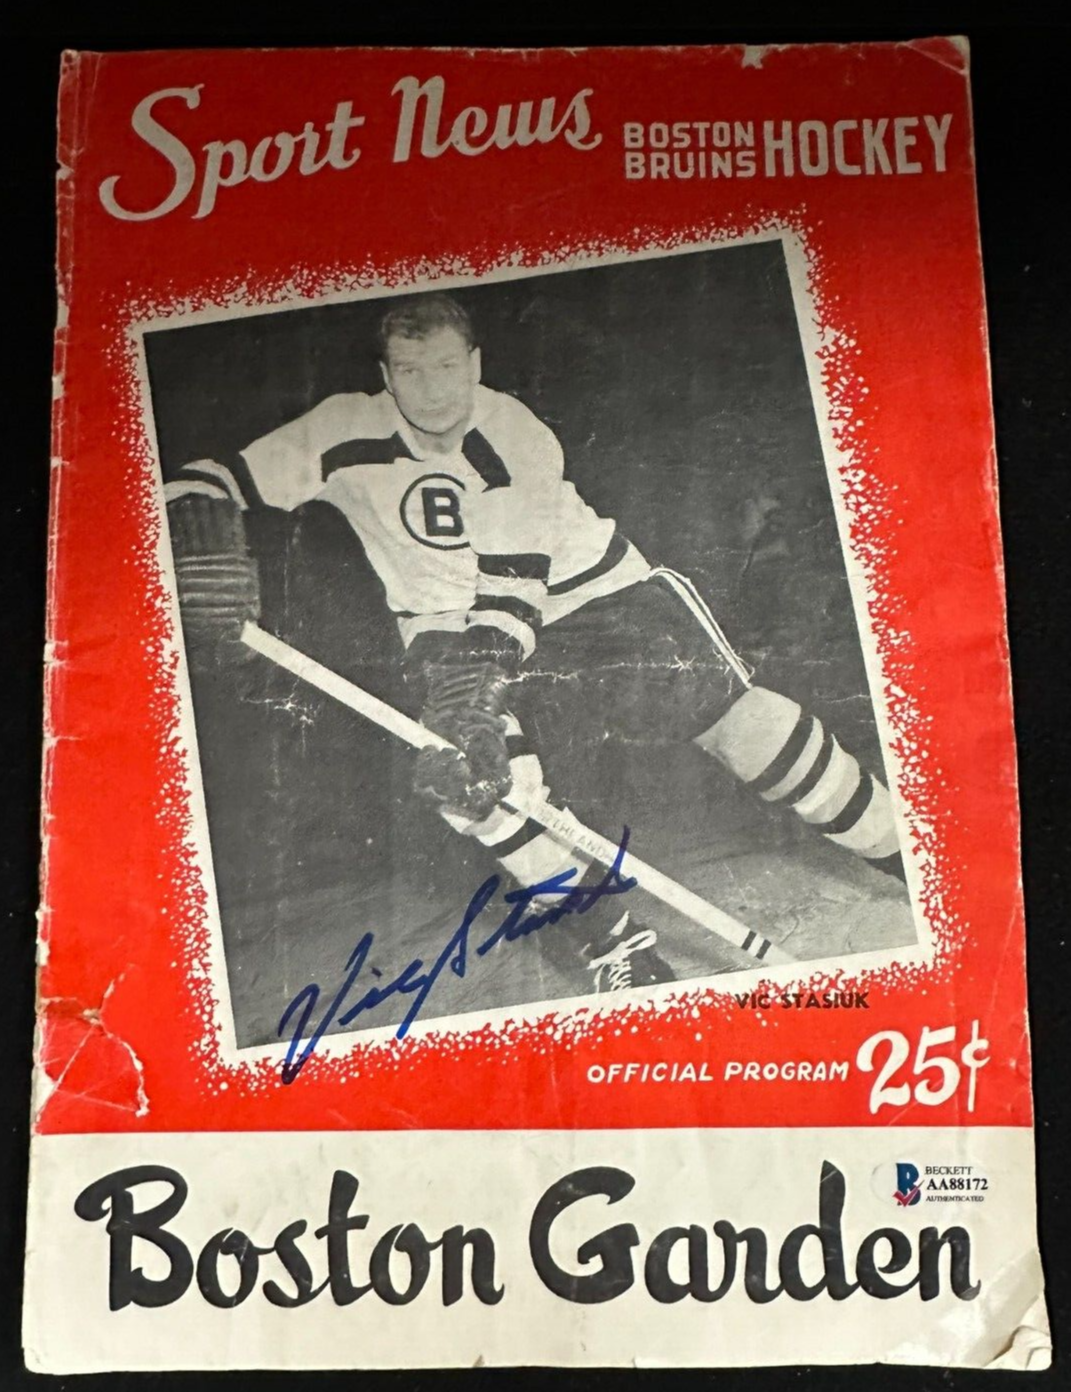 Sport News
BOSTON
BRUINS
HOCKEY
B
Vic Stasiuk
VIC STASIUK
OFFICIAL PROGRAM 25¢
BECKETT
AA88172
AUTHENTICATED
Boston Garden